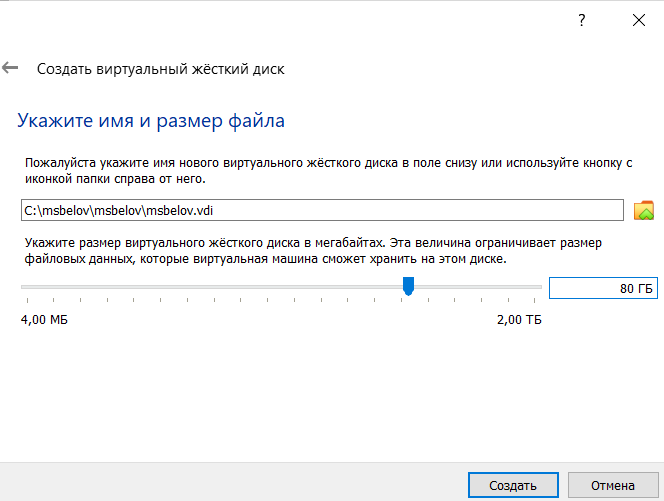 ?
Создать виртуальный жёсткий диск
Укажите имя и размер файла
Пожалуйста укажите имя нового виртуального жёсткого диска в поле снизу или используйте кнопку с
иконкой папки справа от него.
C:\msbelov\msbelov\msbelov.vdi
Укажите размер виртуального жёсткого диска в мегабайтах. Эта величина ограничивает размер
файловых данных, которые виртуальная машина сможет хранить на этом диске.
80 ГБ
4,00 МБ 2,00 ТБ
Создать Отмена